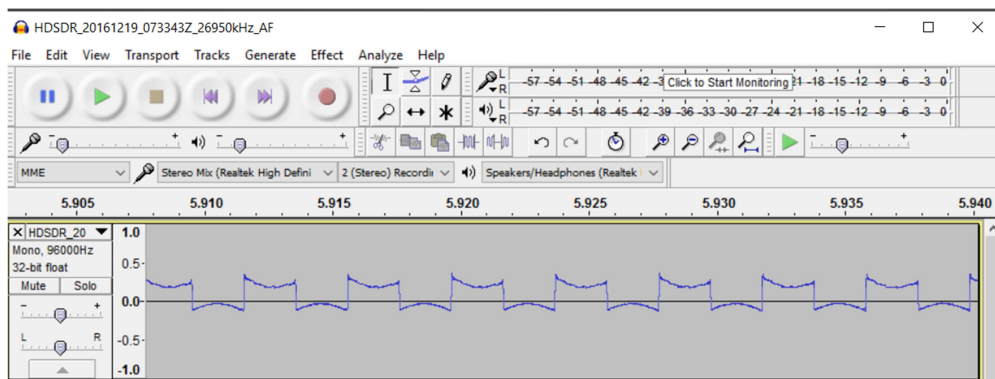 HDSDR_20161219_073343Z_26950kHz_AF
File Edit View Transport Tracks Generate Effect Analyze Help
L R -57 -54 -51 -48 -45 -42 -3 Click to Start Monitoring 21 -18 -15 -12 -9 -6 -3 0
L R -57 -54 -51 -48 -45 -42 -39 -36 -33 -30 -27 -24 -21 -18 -15 -12 -9 -6 -3 0
- + - + - +
MME Stereo Mix (Realtek High Defini 2 (Stereo) Recordi Speakers/Headphones (Realtek
5.905 5.910 5.915 5.920 5.925 5.930 5.935 5.940
HDSDR_20 1.0
Mono, 96000Hz
32-bit float 0.5-
Mute Solo
- + 0.0-
L R -0.5-
-1.0